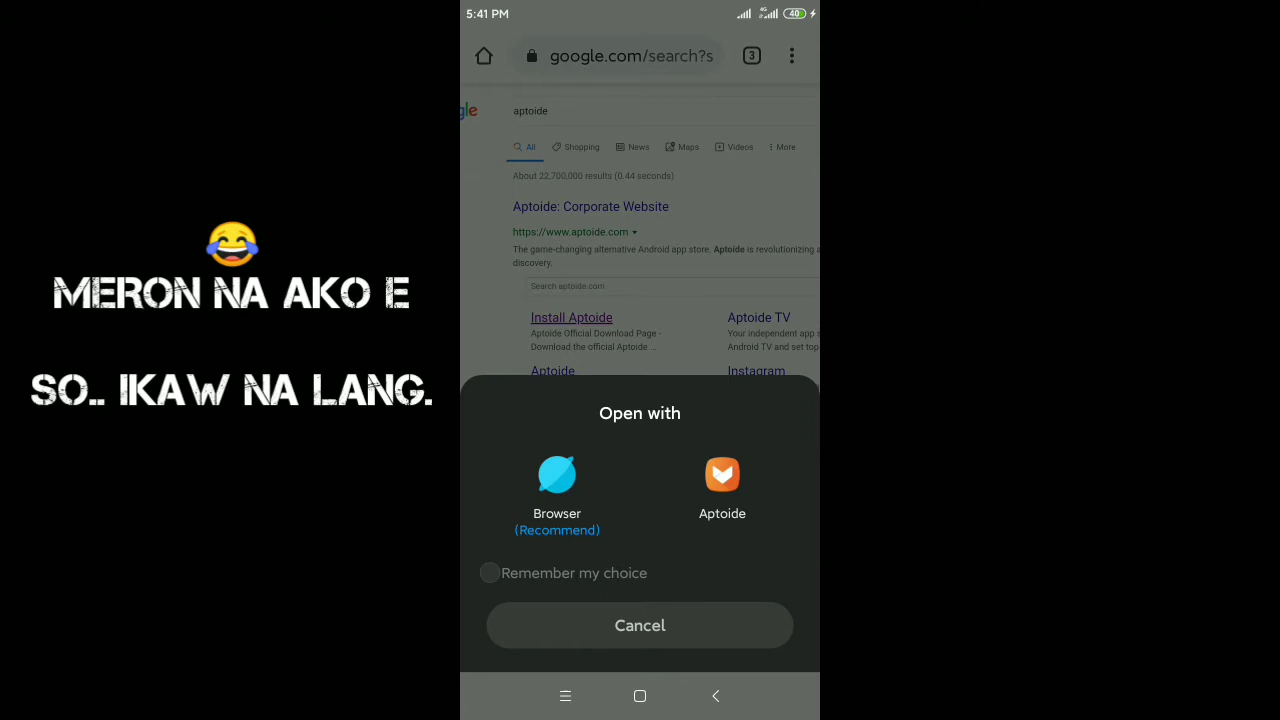 😂
MERON NA AKO E
SO.. IKAW NA LANG.
5:41 PM
4G
40
google.com/search?s
3
gle
aptoide
All
Shopping
News
Maps
Videos
More
About 22,700,000 results (0.44 seconds)
Aptoide: Corporate Website
https://www.aptoide.com
The game-changing alternative Android app store. Aptoide is revolutionizing a
discovery.
Search aptoide.com
Install Aptoide
Aptoide Official Download Page -
Download the official Aptoide ...
Aptoide TV
Your independent app s
Android TV and set top
Aptoide
Instagram
Open with
Browser
(Recommend)
Aptoide
Remember my choice
Cancel